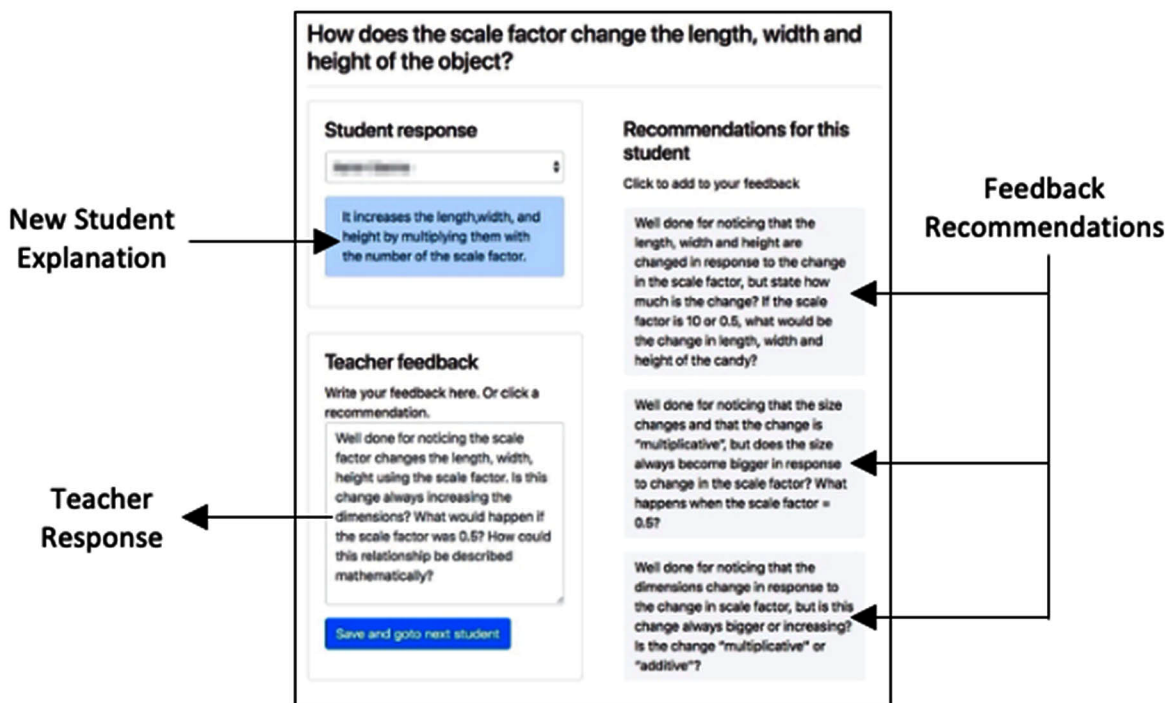 How does the scale factor change the length, width and
height of the object?
Student response
It increases the length,width, and
height by multiplying them with
the number of the scale factor.
Teacher feedback
Write your feedback here. Or click a
recommendation.
Well done for noticing the scale
factor changes the length, width,
height using the scale factor. Is this
change always increasing the
dimensions? What would happen if
the scale factor was 0.5? How could
this relationship be described
mathematically?
Save and goto next student
Recommendations for this
student
Click to add to your feedback
Well done for noticing that the
length, width and height are
changed in response to the change
in the scale factor, but state how
much is the change? If the scale
factor is 10 or 0.5, what would be
the change in length, width and
height of the candy?
Well done for noticing that the size
changes and that the change is
"multiplicative", but does the size
always become bigger in response
to change in the scale factor? What
happens when the scale factor =
0.5?
Well done for noticing that the
dimensions change in response to
the change in scale factor, but is this
change always bigger or increasing?
Is the change "multiplicative" or
"additive"?
New Student
Explanation
Teacher
Response
Feedback
Recommendations